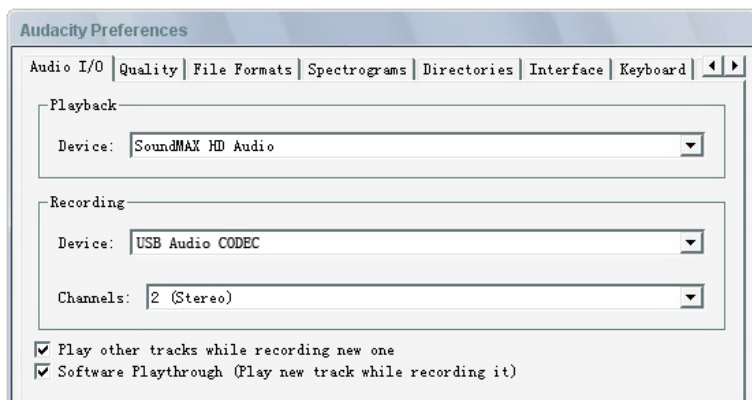 Audacity Preferences
Audio I/O Quality File Formats Spectrograms Directories Interface Keyboard
Playback
Device: SoundMAX HD Audio
Recording
Device: USB Audio CODEC
Channels: 2 (Stereo)
Play other tracks while recording new one
Software Playthrough (Play new track while recording it)